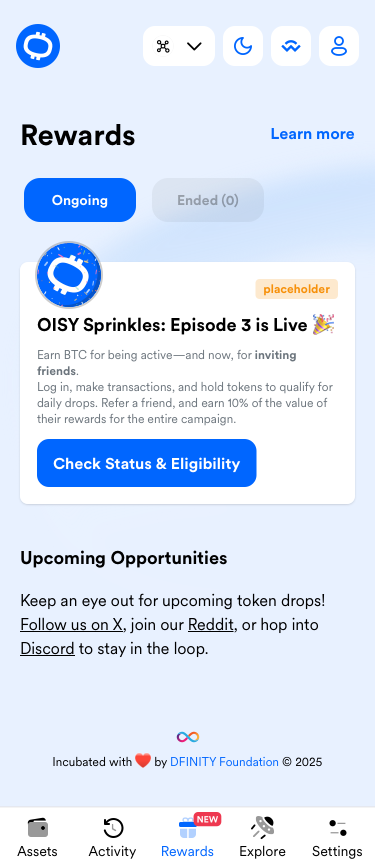 Rewards
Learn more
Ongoing
Ended (0)
placeholder
OISY Sprinkles: Episode 3 is Live 🎉
Earn BTC for being active—and now, for inviting
friends.
Log in, make transactions, and hold tokens to qualify for
daily drops. Refer a friend, and earn 10% of the value of
their rewards for the entire campaign.
Check Status & Eligibility
Upcoming Opportunities
Keep an eye out for upcoming token drops!
Follow us on X, join our Reddit, or hop into
Discord to stay in the loop.
Incubated with ❤️ by DFINITY Foundation © 2025
NEW
Assets
Activity
Rewards
Explore
Settings